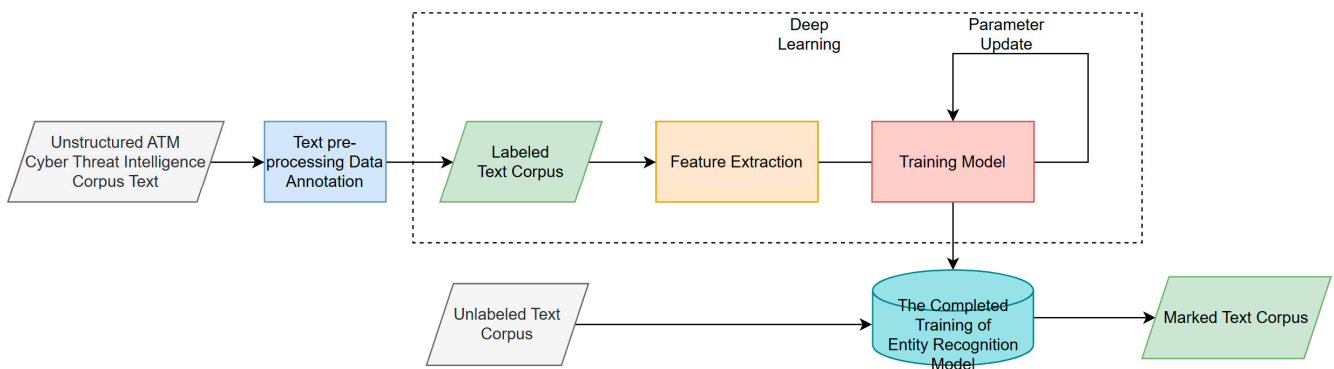 Deep
Learning
Parameter
Update
Unstructured ATM
Cyber Threat Intelligence
Corpus Text
Text pre-
processing Data
Annotation
Labeled
Text Corpus
Feature Extraction
Training Model
Unlabeled Text
Corpus
The Completed
Training of
Entity Recognition
Model
Marked Text Corpus